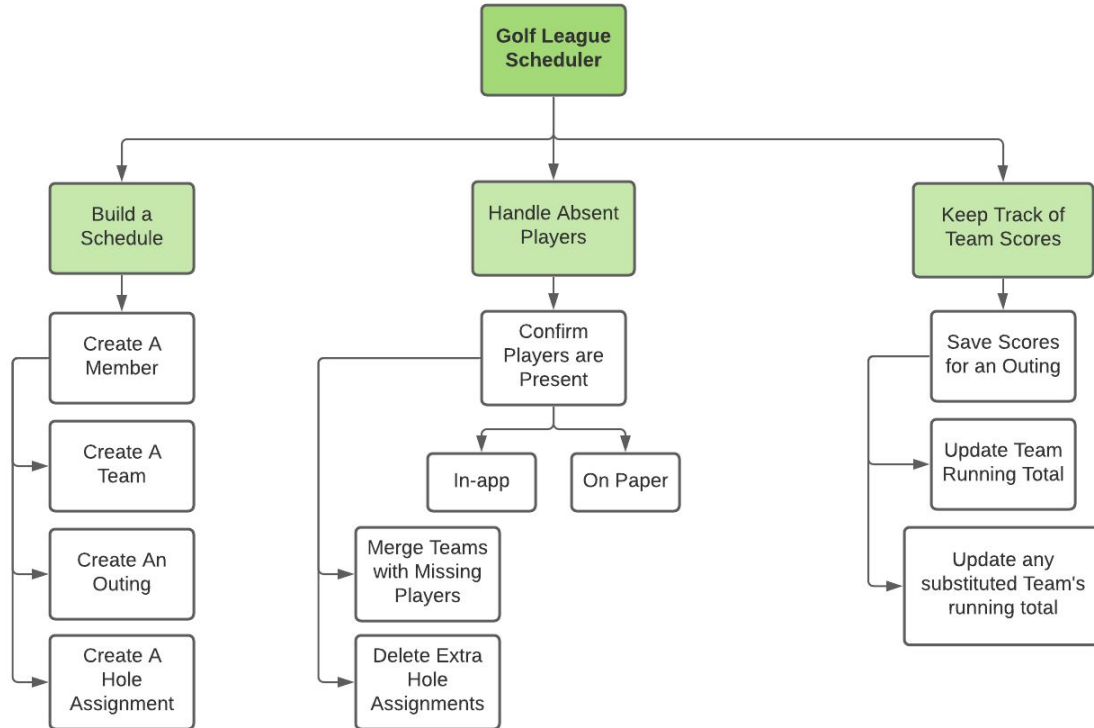 Golf League
Scheduler
Build a
Schedule
Handle Absent
Players
Keep Track of
Team Scores
Create A
Member
Confirm
Players are
Present
Save Scores
for an Outing
Create A
Team
In-app
On Paper
Update Team
Running Total
Create An
Outing
Merge Teams
with Missing
Players
Update any
substituted Team's
running total
Create A
Hole
Assignment
Delete Extra
Hole
Assignments